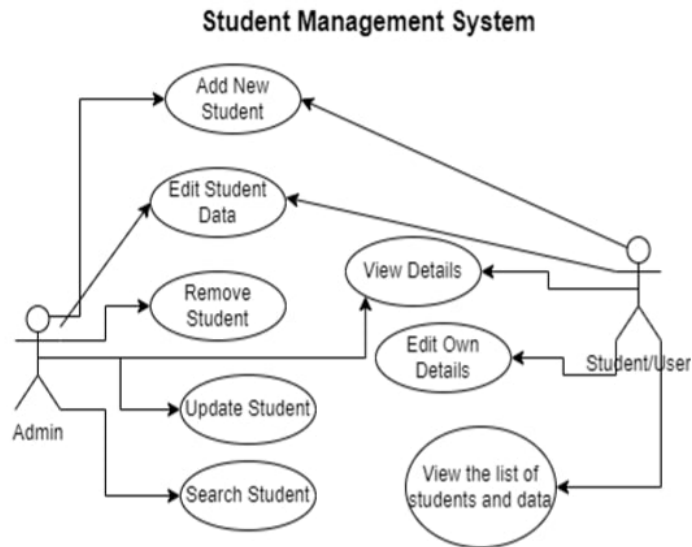 Student Management System
Add New
Student
Edit Student
Data
View Details
Remove
Student
Edit Own
Details
Student/User
Admin
Update Student
Search Student
View the list of
students and data